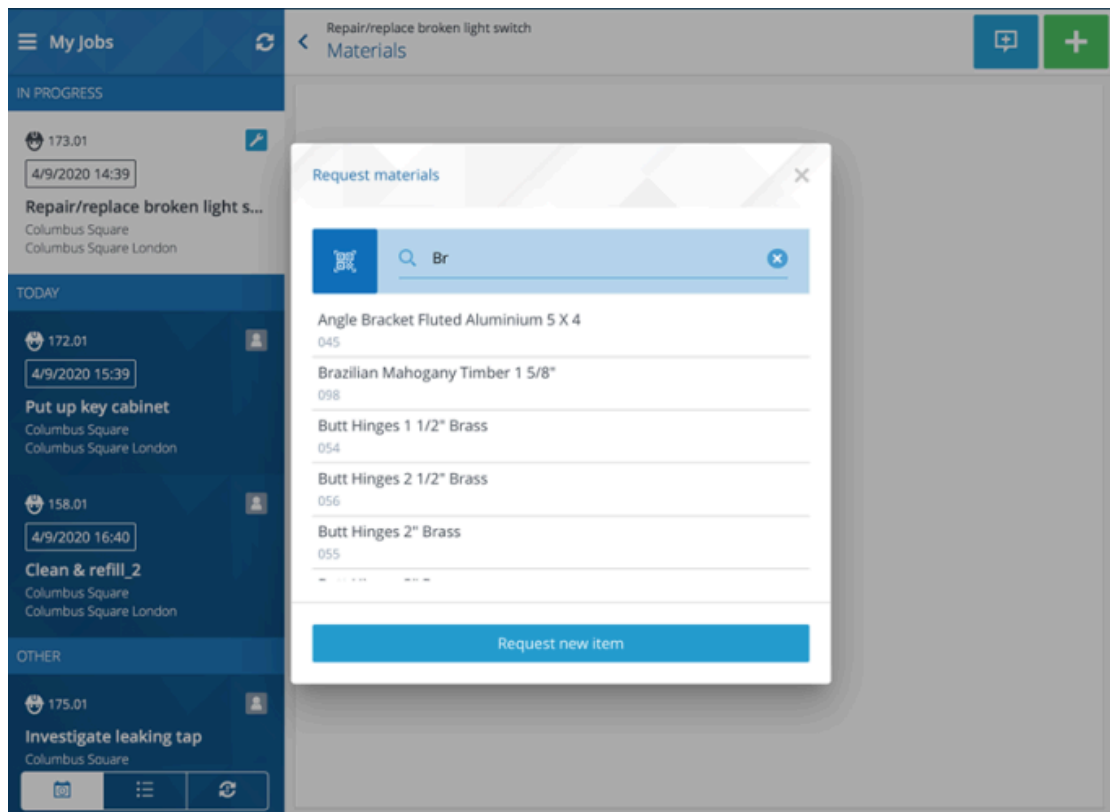 My Jobs
IN PROGRESS
173.01
4/9/2020 14:39
Repair/replace broken light s...
Columbus Square
Columbus Square London
TODAY
172.01
4/9/2020 15:39
Put up key cabinet
Columbus Square
Columbus Square London
158.01
4/9/2020 16:40
Clean & refill_2
Columbus Square
Columbus Square London
OTHER
175.01
Investigate leaking tap
Columbus Square
Repair/replace broken light switch
Materials
Request materials
Br
Angle Bracket Fluted Aluminium 5 X 4
045
Brazilian Mahogany Timber 1 5/8"
098
Butt Hinges 1 1/2" Brass
054
Butt Hinges 2 1/2" Brass
056
Butt Hinges 2" Brass
055
Request new item